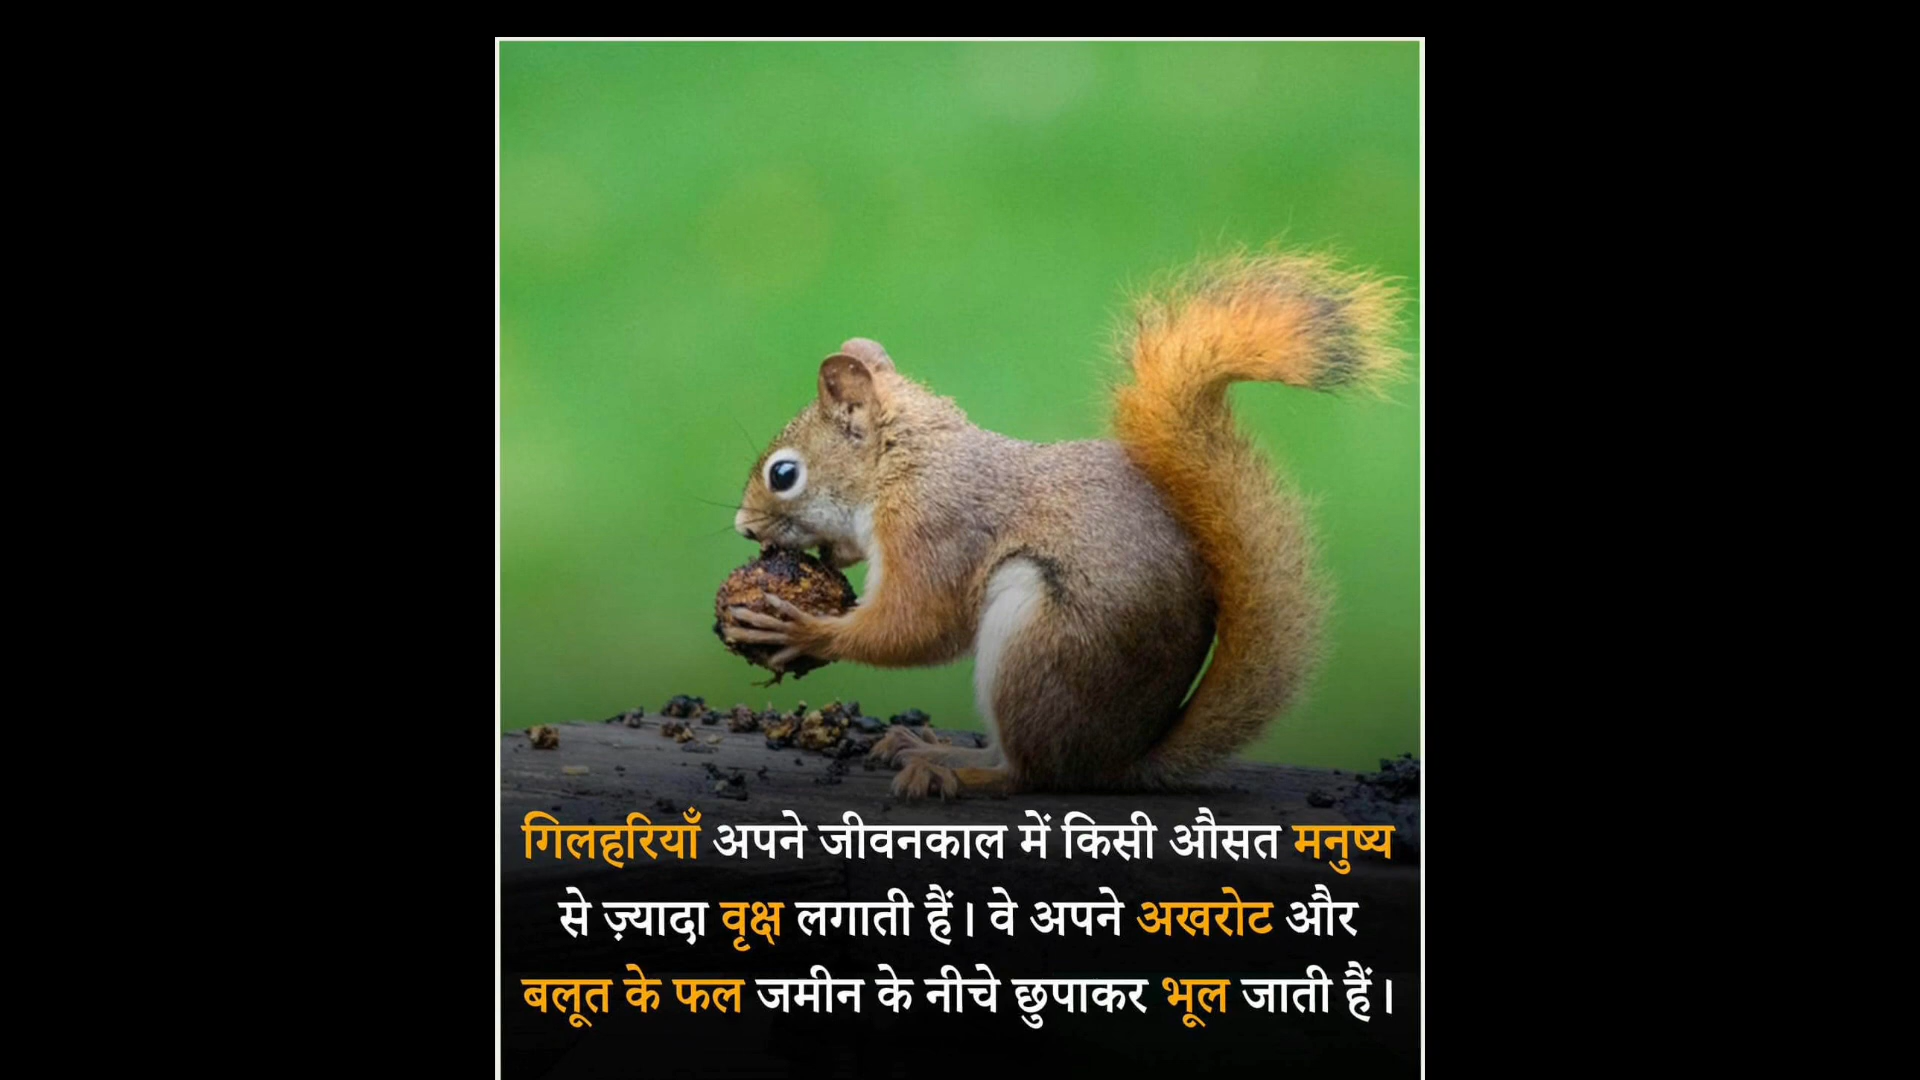 गिलहरियाँ अपने जीवनकाल में किसी औसत मनुष्य
से ज़्यादा वृक्ष लगाती हैं। वे अपने अखरोट और
बलूत के फल जमीन के नीचे छुपाकर भूल जाती हैं।